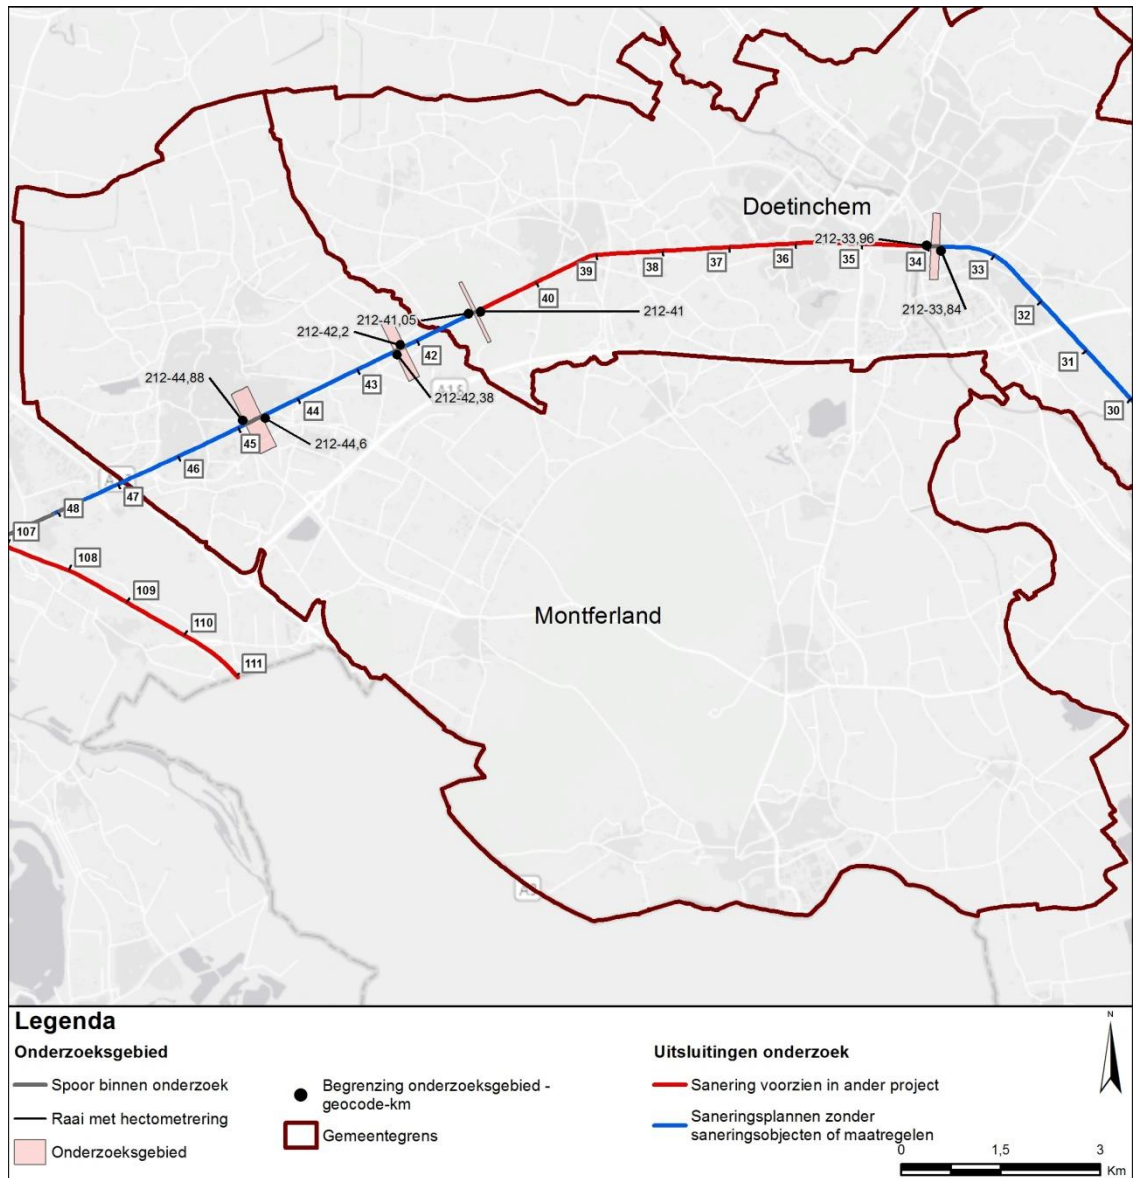 Doetinchem
212-33,96
39
38
37
36
35
34
33
40
32
212-41,05
212-41
212-33,84
212-42,2
42
31
43
A15
212-44,88
44
212-42,38
30
45
212-44,6
46
47
48
107
108
109
Montferland
110
111
A3
Legenda
Onderzoeksgebied
Spoor binnen onderzoek
Raai met hectometrering
Onderzoeksgebied
Begrenzing onderzoeksgebied -
geocode-km
Gemeentegrens
Uitsluitingen onderzoek
Sanering voorzien in ander project
Saneringsplannen zonder
saneringsobjecten of maatregelen
N
0 1,5 3
Km